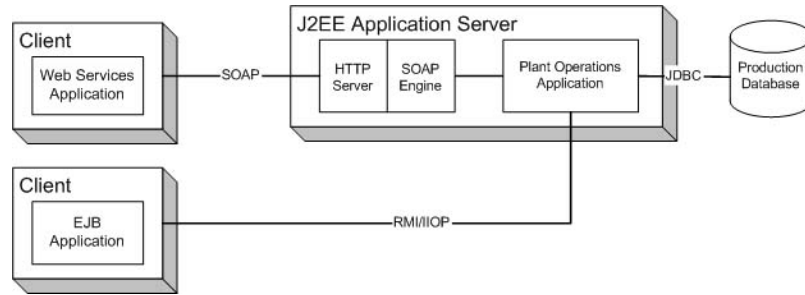 J2EE Application Server
Client
Web Services
Application
SOAP
HTTP
Server
SOAP
Engine
Plant Operations
Application
JDBC
Production
Database
Client
EJB
Application
RMI/IIOP